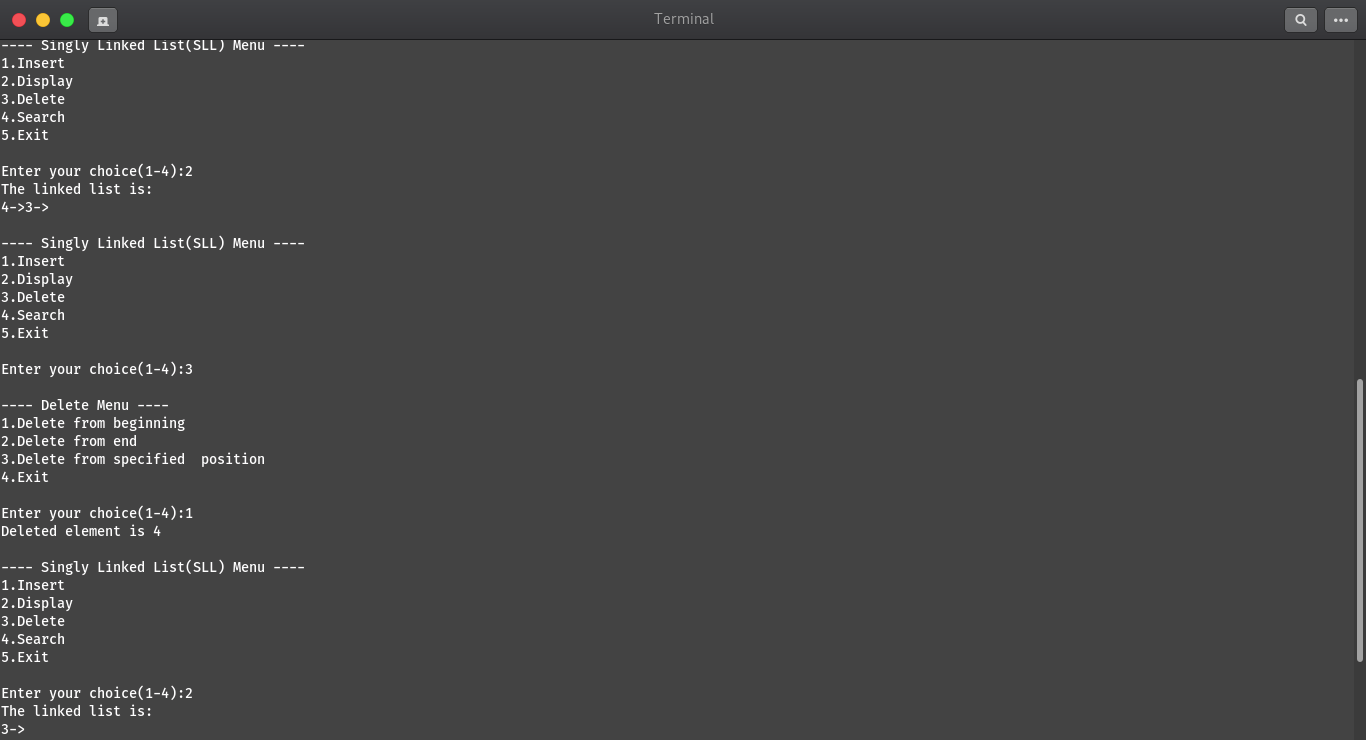 Terminal
---- Singly Linked List(SLL) Menu ----
1.Insert
2.Display
3.Delete
4.Search
5.Exit
Enter your choice(1-4):2
The linked list is:
4->3->
---- Singly Linked List(SLL) Menu ----
1.Insert
2.Display
3.Delete
4.Search
5.Exit
Enter your choice(1-4):3
---- Delete Menu ----
1.Delete from beginning
2.Delete from end
3.Delete from specified  position
4.Exit
Enter your choice(1-4):1
Deleted element is 4
---- Singly Linked List(SLL) Menu ----
1.Insert
2.Display
3.Delete
4.Search
5.Exit
Enter your choice(1-4):2
The linked list is:
3->